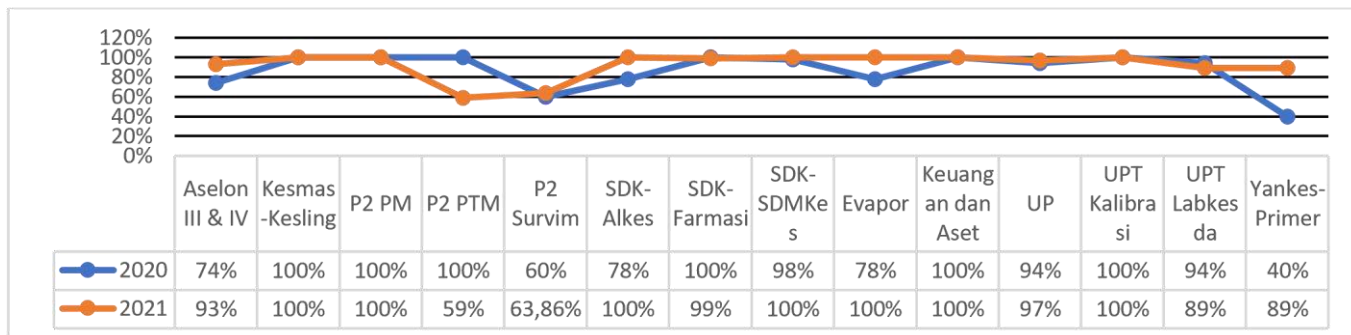 120%
100%
80%
60%
40%
20%
0%
Aselon III & IV
Kesmas -Kesling
P2 PM
P2 PTM
P2 Survim
SDK- Alkes
SDK- Farmasi
SDK- SDMKe s
Evapor
Keuang an dan Aset
UP
UPT Kalibra si
UPT Labkes da
Yankes- Primer
2020 74% 100% 100% 100% 60% 78% 100% 98% 78% 100% 94% 100% 94% 40%
2021 93% 100% 100% 59% 63,86% 100% 99% 100% 100% 100% 97% 100% 89% 89%